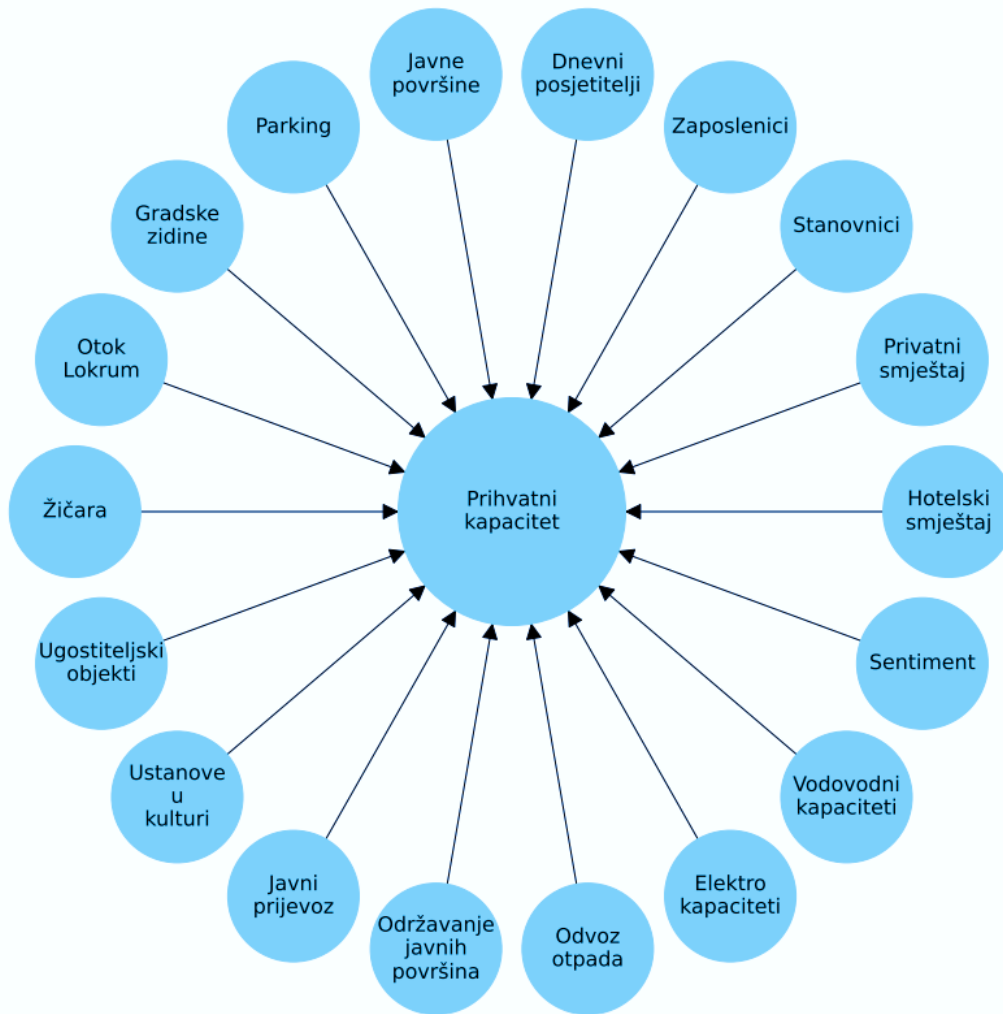 Javne
površine
Dnevni
posjetitelji
Parking
Zaposlenici
Gradske
zidine
Stanovnici
Otok
Lokrum
Privatni
smještaj
Žičara
Prihvatni
kapacitet
Hotelski
smještaj
Ugostiteljski
objekti
Sentiment
Ustanove
u
kulturi
Vodovodni
kapaciteti
Javni
prijevoz
Elektro
kapaciteti
Održavanje
javnih
površina
Odvoz
otpada